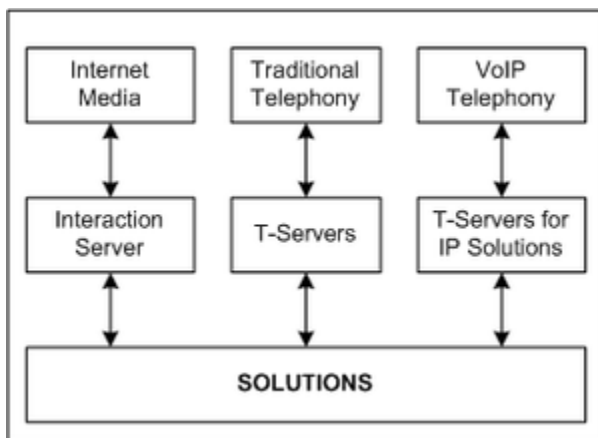 Internet
Media
Traditional
Telephony
VoIP
Telephony
Interaction
Server
T-Servers
T-Servers for
IP Solutions
SOLUTIONS